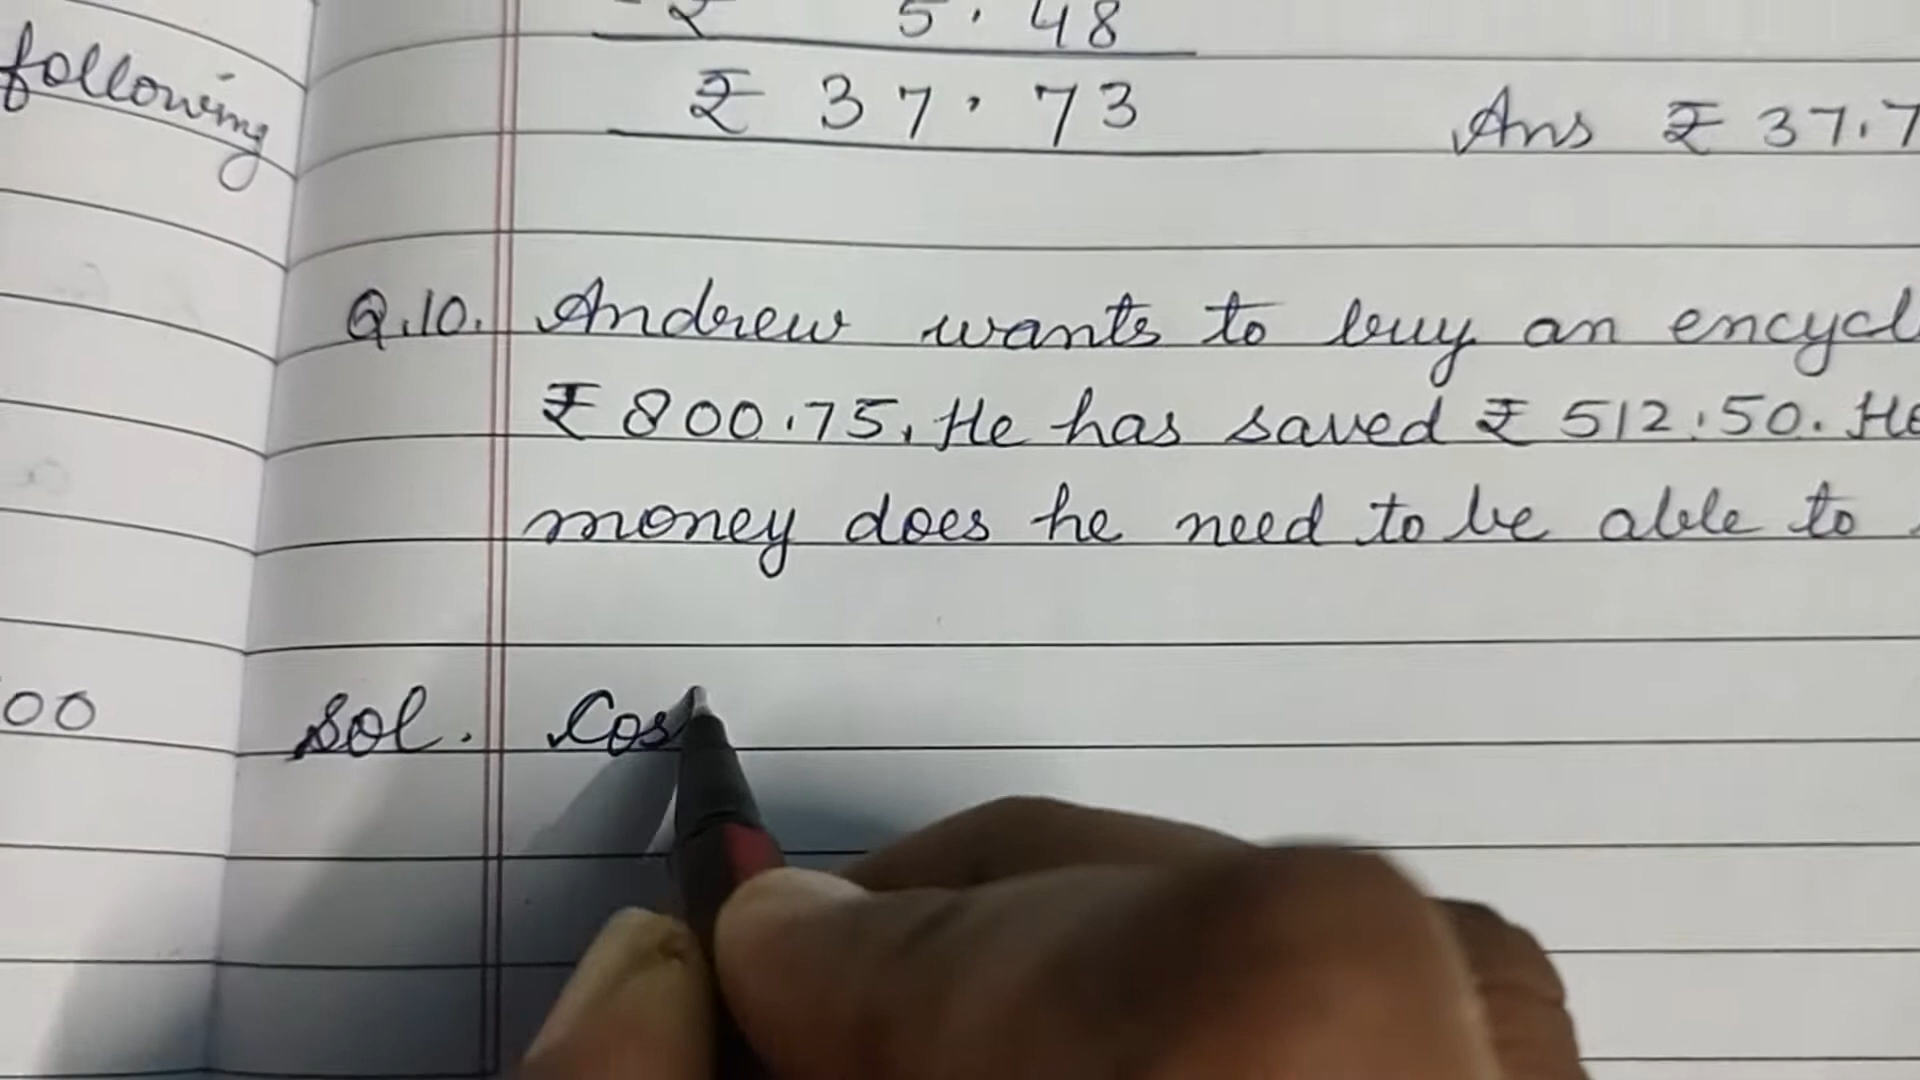 following
₹ 5.48
₹ 37.73
Ans ₹ 37.7
Q.10. Andrew wants to buy an encycl
₹ 800.75. He has saved ₹ 512.50. He
money does he need to be able to
00
Sol. Cos